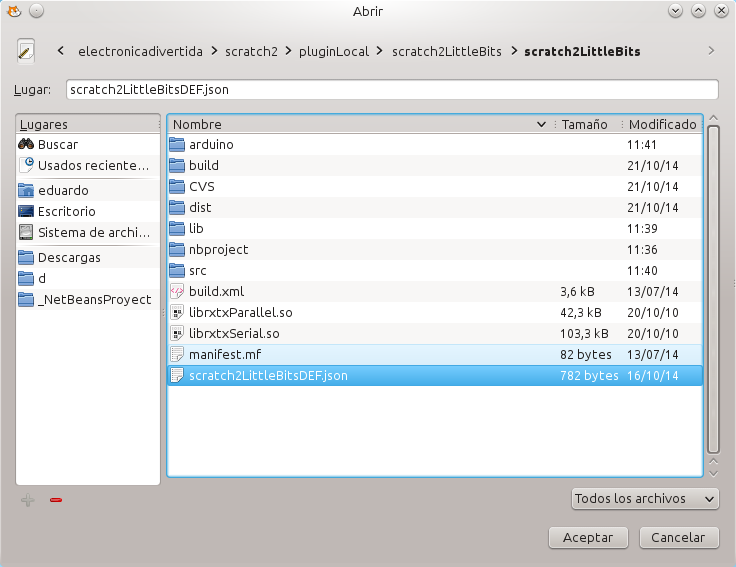 Abrir
electronicadivertida > scratch2 > pluginLocal > scratch2LittleBits > scratch2LittleBits
Lugar: scratch2LittleBitsDEF.json
Lugares
Buscar
Usados reciente...
eduardo
Escritorio
Sistema de archi...
Descargas
d
_NetBeansProyect
Nombre Tamaño Modificado
arduino 11:41
build 21/10/14
CVS 21/10/14
dist 21/10/14
lib 11:39
nbproject 11:36
src 11:40
build.xml 3,6 kB 13/07/14
librxtxParallel.so 42,3 kB 20/10/10
librxtxSerial.so 103,3 kB 20/10/10
manifest.mf 82 bytes 13/07/14
scratch2LittleBitsDEF.json 782 bytes 16/10/14
Todos los archivos
Aceptar Cancelar